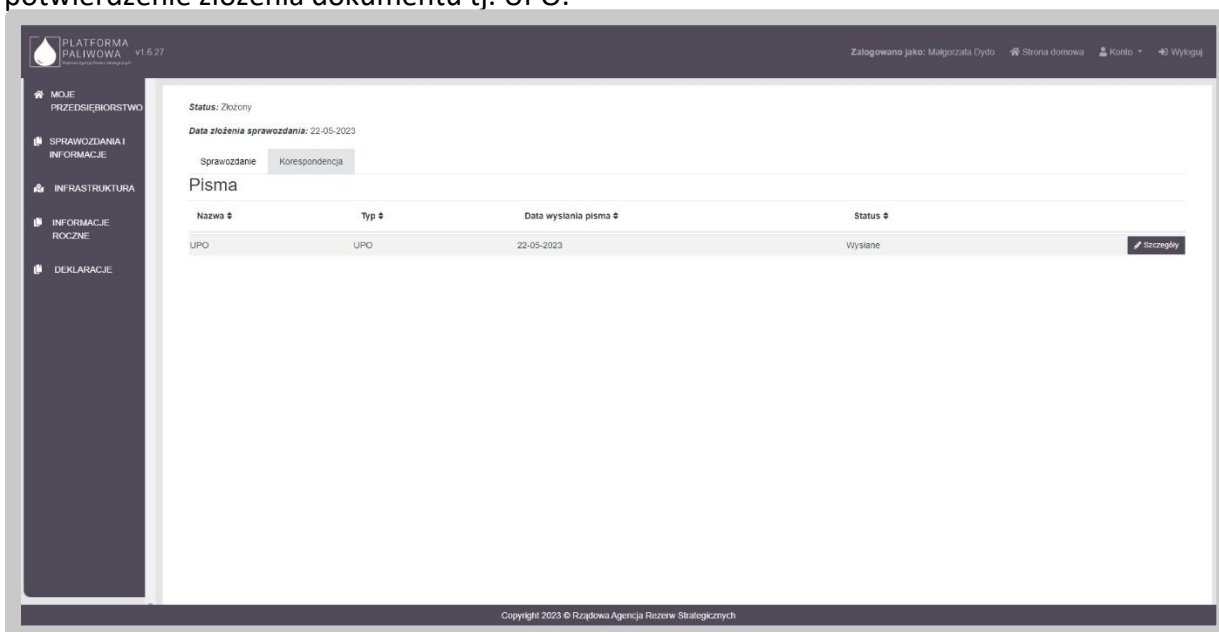 potwierdzenie złożenia dokumentu tj. UPO.
PLATFORMA
PALIWOWA v1.6.27
Zalogowano jako: Małgorzata Dydo Strona domowa Konto Wyloguj
MOJE
PRZEDSIĘBIORSTWO
SPRAWOZDANIA I
INFORMACJE
INFRASTRUKTURA
INFORMACJE
ROCZNE
DEKLARACJE
Status: Złożony
Data złożenia sprawozdania: 22-05-2023
Sprawozdanie Korespondencja
Pisma
Nazwa Typ Data wysłania pisma Status
UPO UPO 22-05-2023 Wysłane Szczegóły
Copyright 2023 © Rządowa Agencja Rezerw Strategicznych